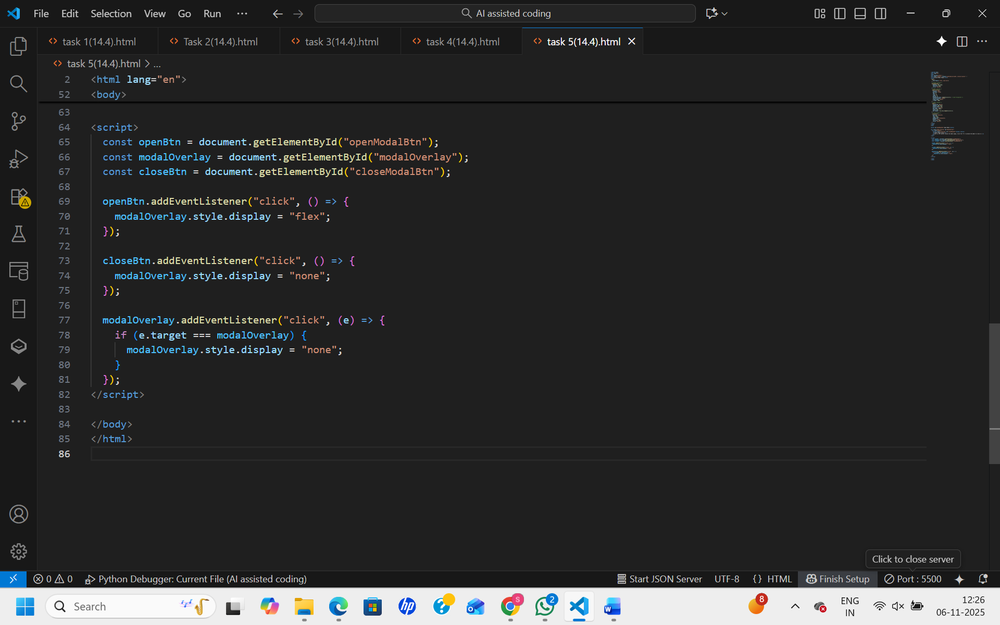 File Edit Selection View Go Run ···
AI assisted coding
task 1(14.4).html
Task 2(14.4).html
task 3(14.4).html
task 4(14.4).html
task 5(14.4).html
task 5(14.4).html > ...
2 <html lang="en">
52 <body>
63
64 <script>
65 const openBtn = document.getElementById("openModalBtn");
66 const modalOverlay = document.getElementById("modalOverlay");
67 const closeBtn = document.getElementById("closeModalBtn");
68
69 openBtn.addEventListener("click", () => {
70 modalOverlay.style.display = "flex";
71 });
72
73 closeBtn.addEventListener("click", () => {
74 modalOverlay.style.display = "none";
75 });
76
77 modalOverlay.addEventListener("click", (e) => {
78 if (e.target === modalOverlay) {
79 modalOverlay.style.display = "none";
80 }
81 });
82 </script>
83
84 </body>
85 </html>
86
Click to close server
0 0 Python Debugger: Current File (AI assisted coding)
Start JSON Server UTF-8 {} HTML Finish Setup Port : 5500
Search
hp
S
2
8
ENG
IN
12:26
06-11-2025